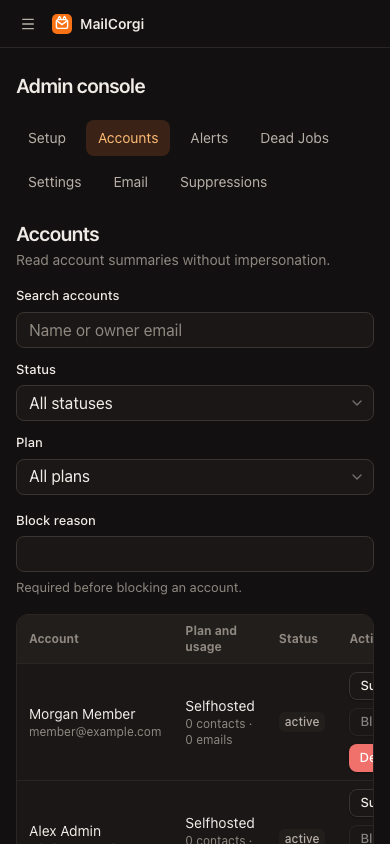 MailCorgi
Admin console
Setup
Accounts
Alerts
Dead Jobs
Settings
Email
Suppressions
Accounts
Read account summaries without impersonation.
Search accounts
Name or owner email
Status
All statuses
Plan
All plans
Block reason
Required before blocking an account.
Account
Plan and
usage
Status
Morgan Member
member@example.com
Selfhosted
0 contacts ·
0 emails
active
Alex Admin
Selfhosted
0 contacts ·
active